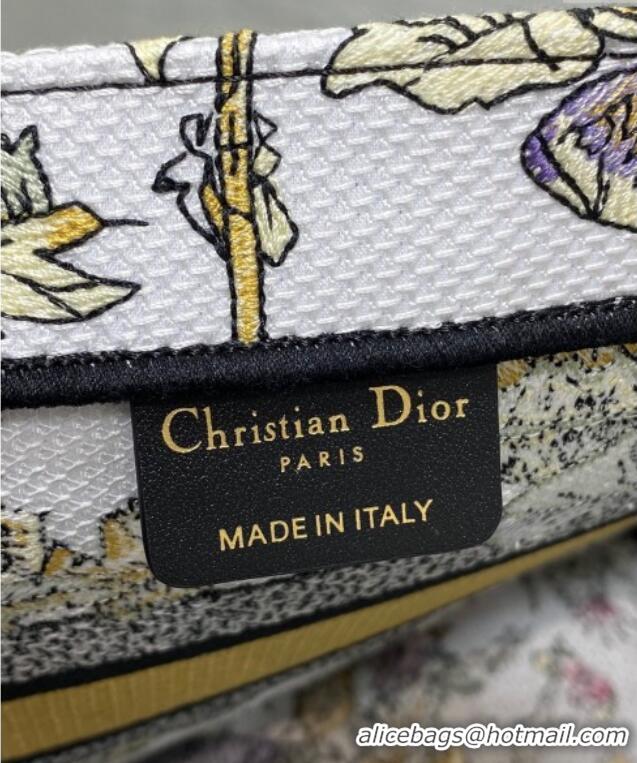 Christian Dior
PARIS
MADE IN ITALY
alicebags@hotmail.com